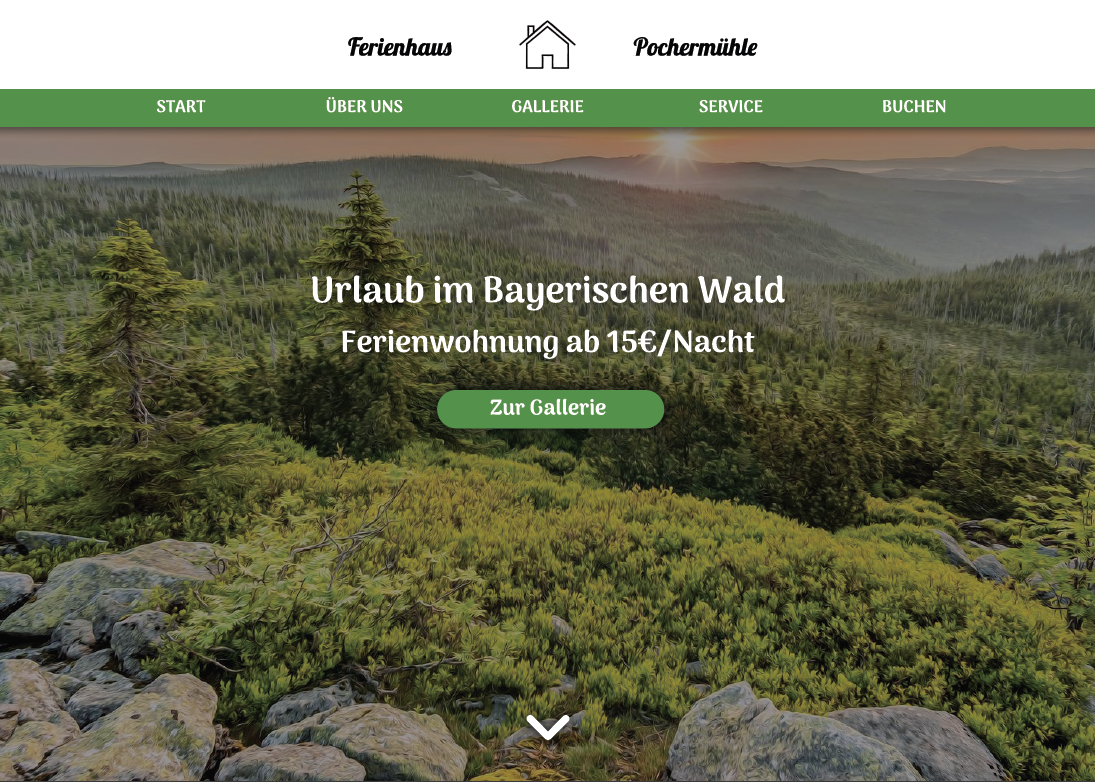 Ferienhaus Pochermühle
START ÜBER UNS GALLERIE SERVICE BUCHEN
Urlaub im Bayerischen Wald
Ferienwohnung ab 15€/Nacht
Zur Gallerie